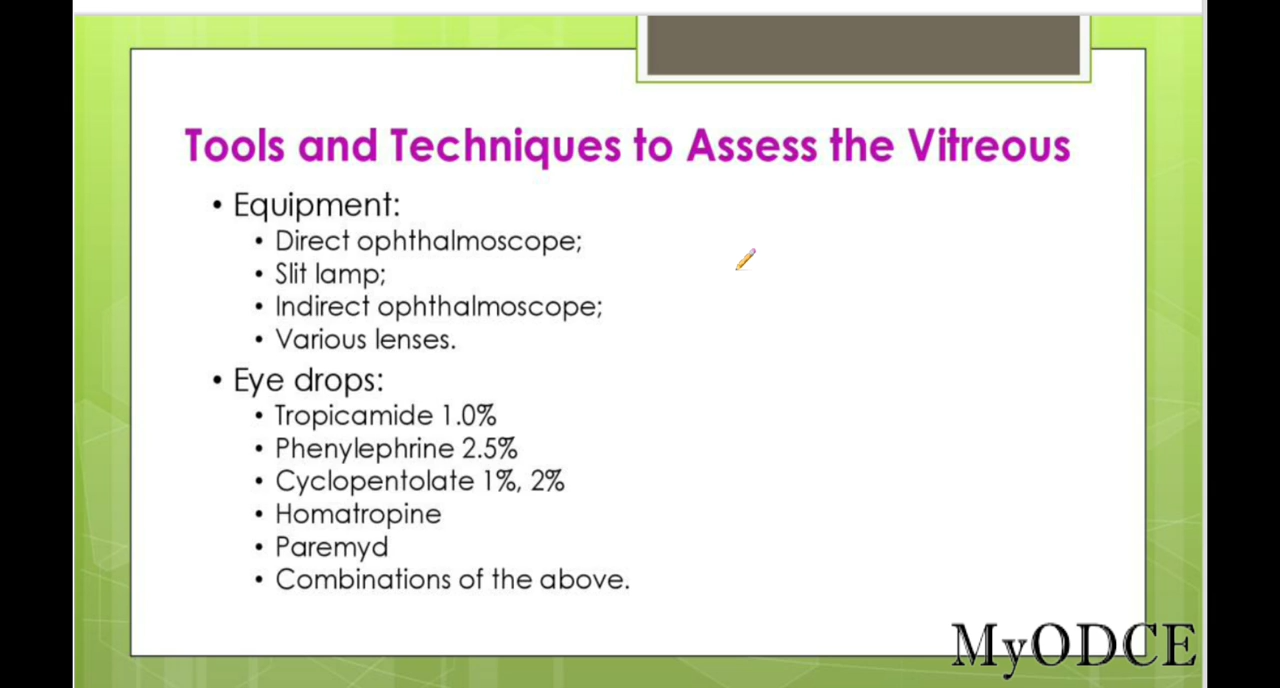 Tools and Techniques to Assess the Vitreous
• Equipment:
• Direct ophthalmoscope;
• Slit lamp;
• Indirect ophthalmoscope;
• Various lenses.
• Eye drops:
• Tropicamide 1.0%
• Phenylephrine 2.5%
• Cyclopentolate 1%, 2%
• Homatropine
• Paremyd
• Combinations of the above.
MyODCE